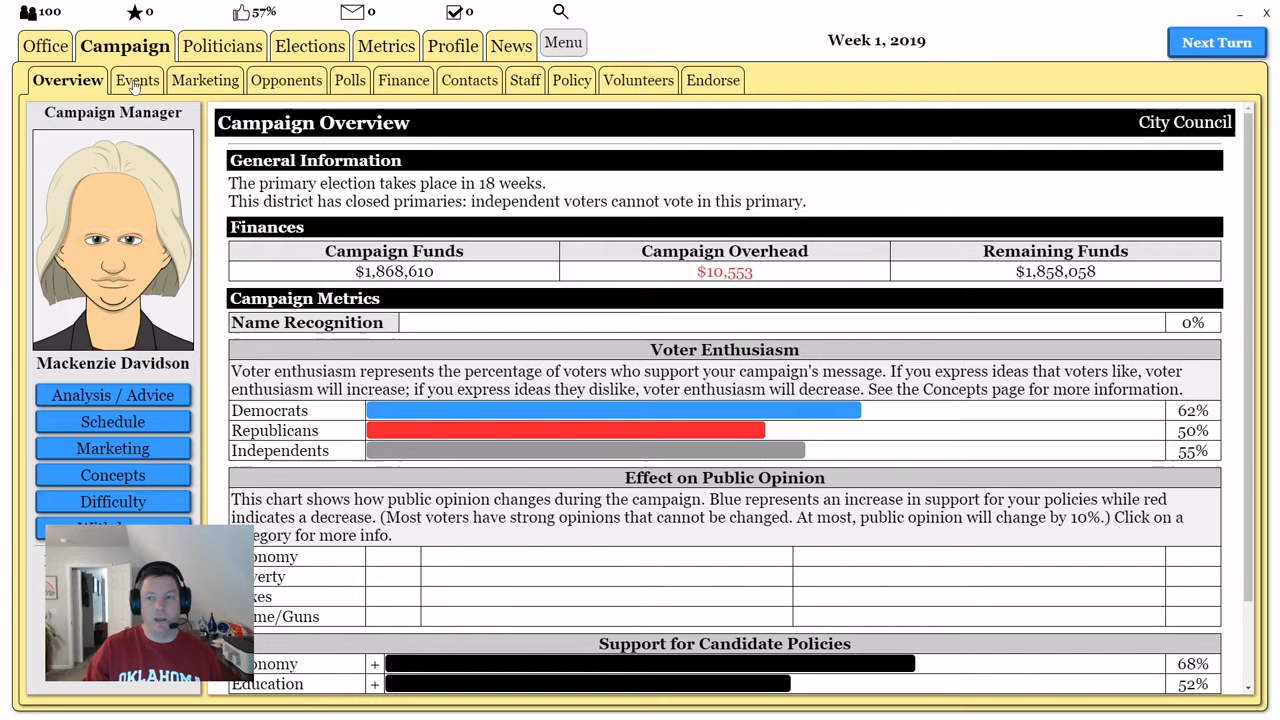 100 0 57% 0 0
Office Campaign Politicians Elections Metrics Profile News Menu Week 1, 2019 Next Turn
Overview Events Marketing Opponents Polls Finance Contacts Staff Policy Volunteers Endorse
Campaign Manager
Mackenzie Davidson
Analysis / Advice
Schedule
Marketing
Concepts
Difficulty
Campaign Overview City Council
General Information
The primary election takes place in 18 weeks.
This district has closed primaries: independent voters cannot vote in this primary.
Finances
Campaign Funds Campaign Overhead Remaining Funds
$1,868,610 $10,553 $1,858,058
Campaign Metrics
Name Recognition 0%
Voter Enthusiasm
Voter enthusiasm represents the percentage of voters who support your campaign's message. If you express ideas that voters like, voter
enthusiasm will increase; if you express ideas they dislike, voter enthusiasm will decrease. See the Concepts page for more information.
Democrats 62%
Republicans 50%
Independents 55%
Effect on Public Opinion
This chart shows how public opinion changes during the campaign. Blue represents an increase in support for your policies while red
indicates a decrease. (Most voters have strong opinions that cannot be changed. At most, public opinion will change by 10%.) Click on a
egory for more info.
onomy
verty
xes
me/Guns
Support for Candidate Policies
onomy + 68%
Education + 52%
OKLAHOMA